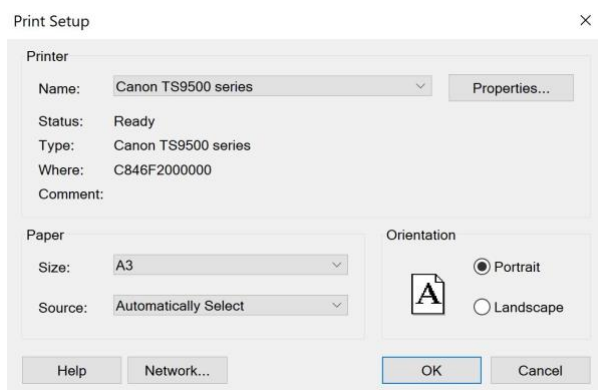 Print Setup
Printer
Name: Canon TS9500 series Properties...
Status: Ready
Type: Canon TS9500 series
Where: C846F2000000
Comment:
Paper
Size: A3
Source: Automatically Select
Orientation
A
Portrait
Landscape
Help Network... OK Cancel